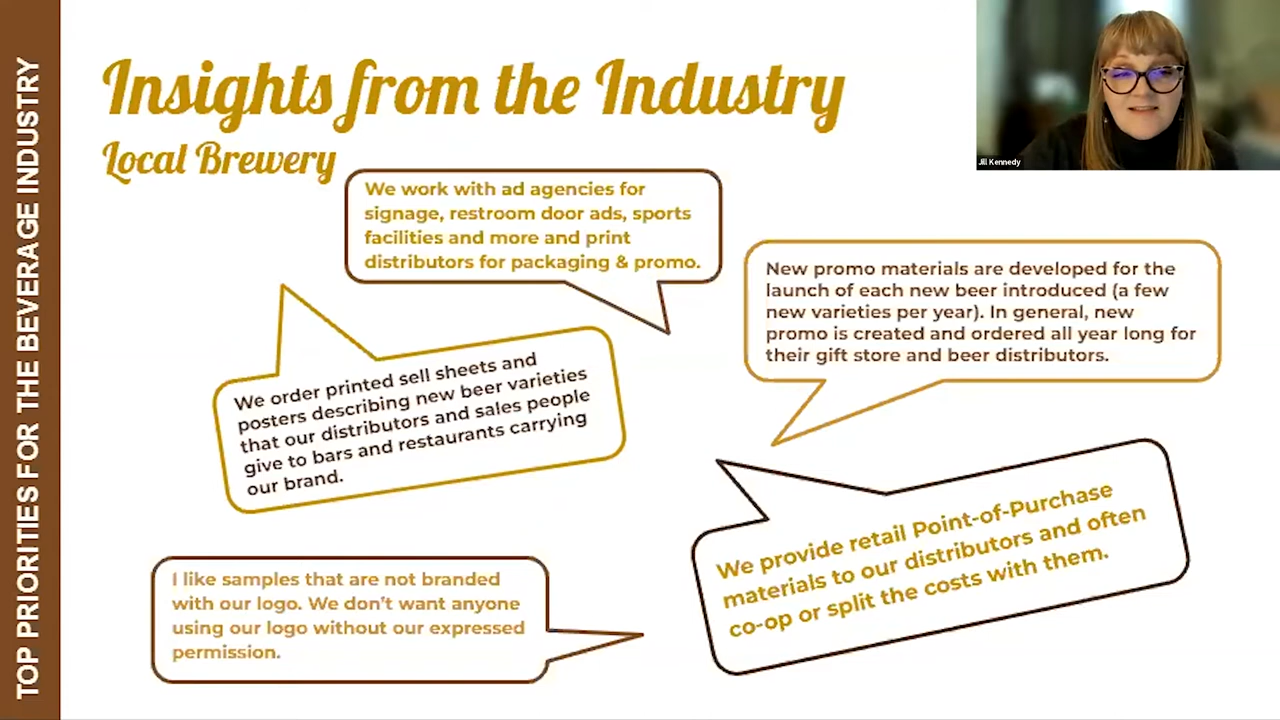 TOP PRIORITIES FOR THE BEVERAGE INDUSTRY
Insights from the Industry
Local Brewery
Jill Kennedy
We work with ad agencies for
signage, restroom door ads, sports
facilities and more and print
distributors for packaging & promo.
New promo materials are developed for the
launch of each new beer introduced (a few
new varieties per year). In general, new
promo is created and ordered all year long for
their gift store and beer distributors.
We order printed sell sheets and
posters describing new beer varieties
that our distributors and sales people
give to bars and restaurants carrying
our brand.
We provide retail Point-of-Purchase
materials to our distributors and often
co-op or split the costs with them.
I like samples that are not branded
with our logo. We don't want anyone
using our logo without our expressed
permission.